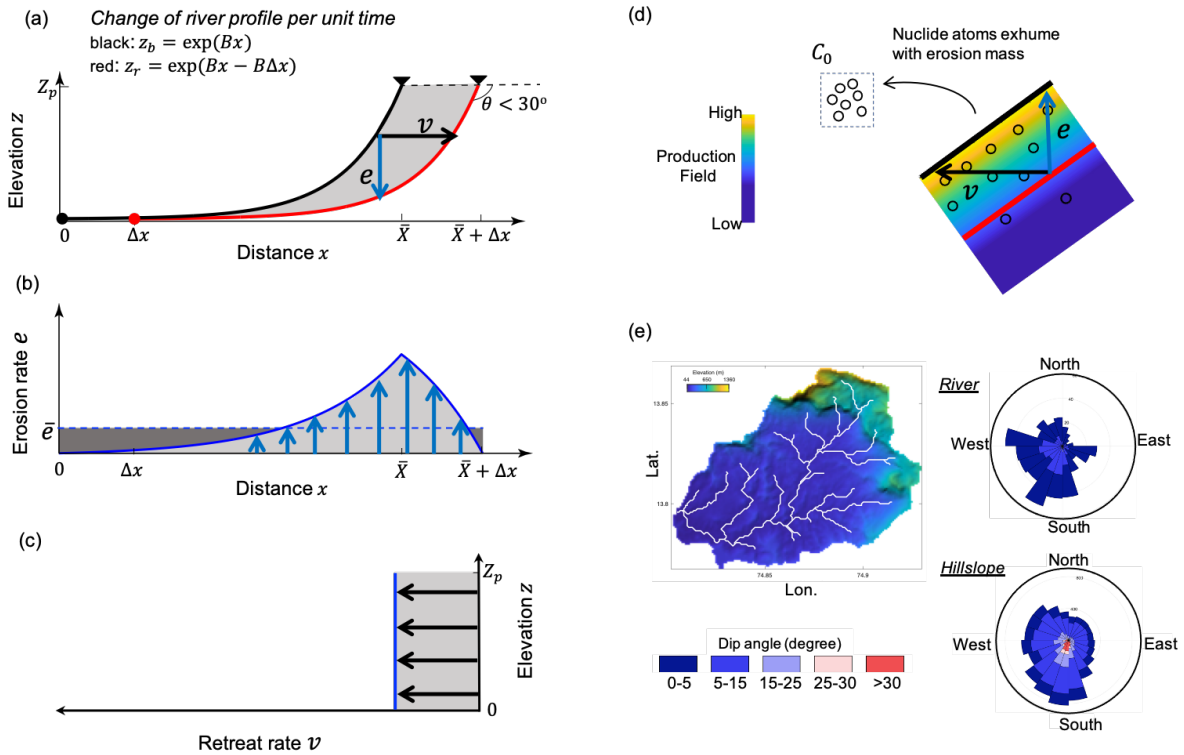 (a)
Change of river profile per unit time
black: z_b = exp(Bx)
red: z_r = exp(Bx − BΔx)
Z_p
θ < 30°
v
e
Elevation z
0
Δx
X̄
X̄ + Δx
Distance x
(b)
Erosion rate e
ē
0
Δx
X̄
X̄ + Δx
Distance x
(c)
Z_p
Elevation z
0
Retreat rate v
(d)
Nuclide atoms exhume
with erosion mass
C_0
High
Production
Field
Low
e
v
(e)
Elevation (m)
44 650 1360
13.85
13.8
Lat.
74.85
74.9
Lon.
River
North
40
20
West
East
South
Hillslope
North
West
East
South
Dip angle (degree)
0-5
5-15
15-25
25-30
>30